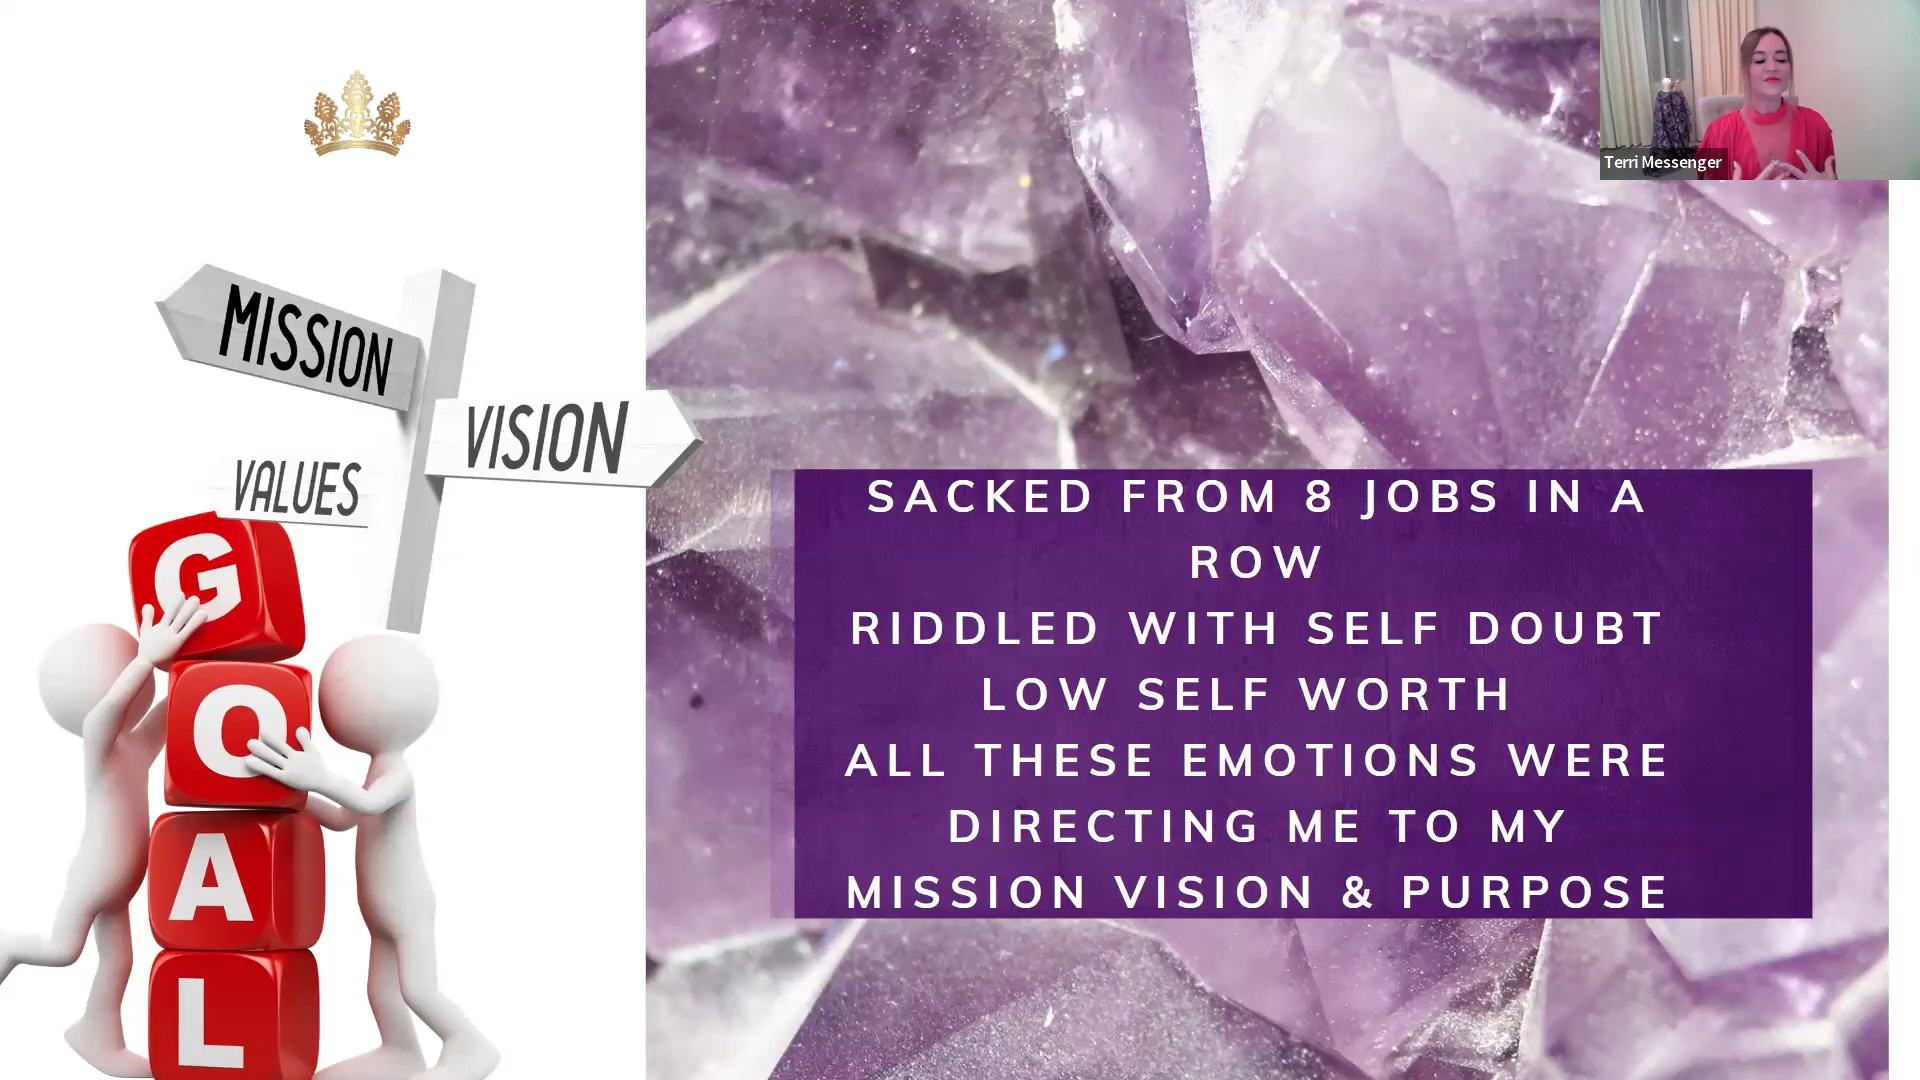 MISSION
VISION
VALUES
G
O
A
L
SACKED FROM 8 JOBS IN A
ROW
RIDDLED WITH SELF DOUBT
LOW SELF WORTH
ALL THESE EMOTIONS WERE
DIRECTING ME TO MY
MISSION VISION & PURPOSE
Terri Messenger